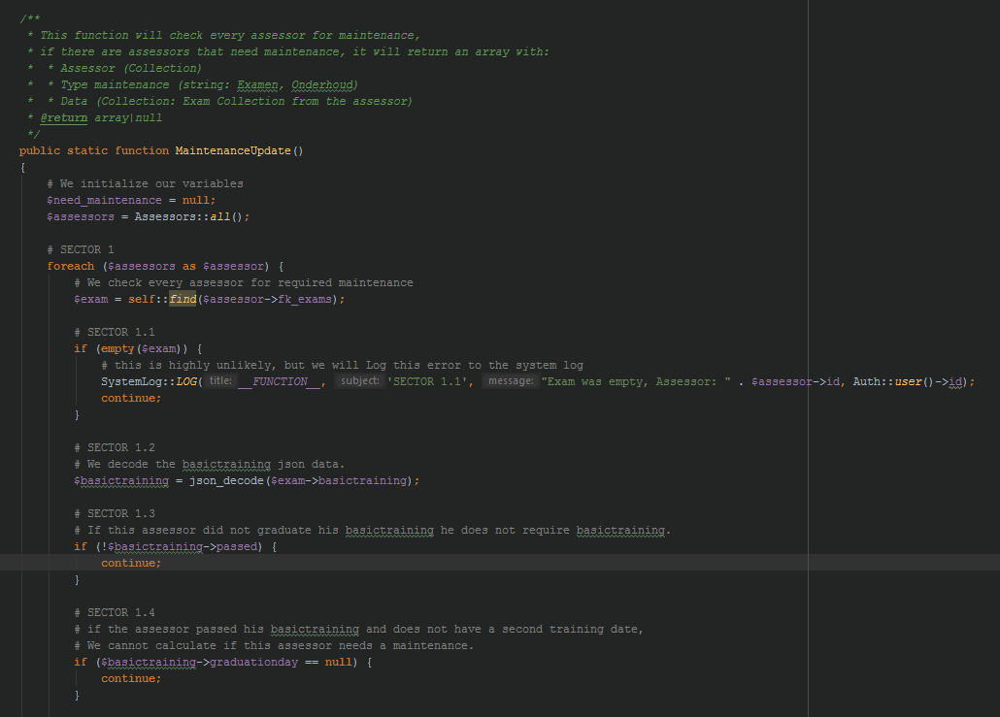 /**
 * This function will check every assessor for maintenance,
 * if there are assessors that need maintenance, it will return an array with:
 *  * Assessor (Collection)
 *  * Type maintenance (string: Examen, Onderhoud)
 *  * Data (Collection: Exam Collection from the assessor)
 * @return array|null
 */
public static function MaintenanceUpdate()
{
    # We initialize our variables
    $need_maintenance = null;
    $assessors = Assessors::all();

    # SECTOR 1
    foreach ($assessors as $assessor) {
        # We check every assessor for required maintenance
        $exam = self::find($assessor->fk_exams);

        # SECTOR 1.1
        if (empty($exam)) {
            # this is highly unlikely, but we will Log this error to the system log
            SystemLog::LOG( title: __FUNCTION__, subject: 'SECTOR 1.1', message: "Exam was empty, Assessor: " . $assessor->id, Auth::user()->id);
            continue;
        }

        # SECTOR 1.2
        # We decode the basictraining json data.
        $basictraining = json_decode($exam->basictraining);

        # SECTOR 1.3
        # If this assessor did not graduate his basictraining he does not require basictraining.
        if (!$basictraining->passed) {
            continue;
        }

        # SECTOR 1.4
        # if the assessor passed his basictraining and does not have a second training date,
        # We cannot calculate if this assessor needs a maintenance.
        if ($basictraining->graduationday == null) {
            continue;
        }